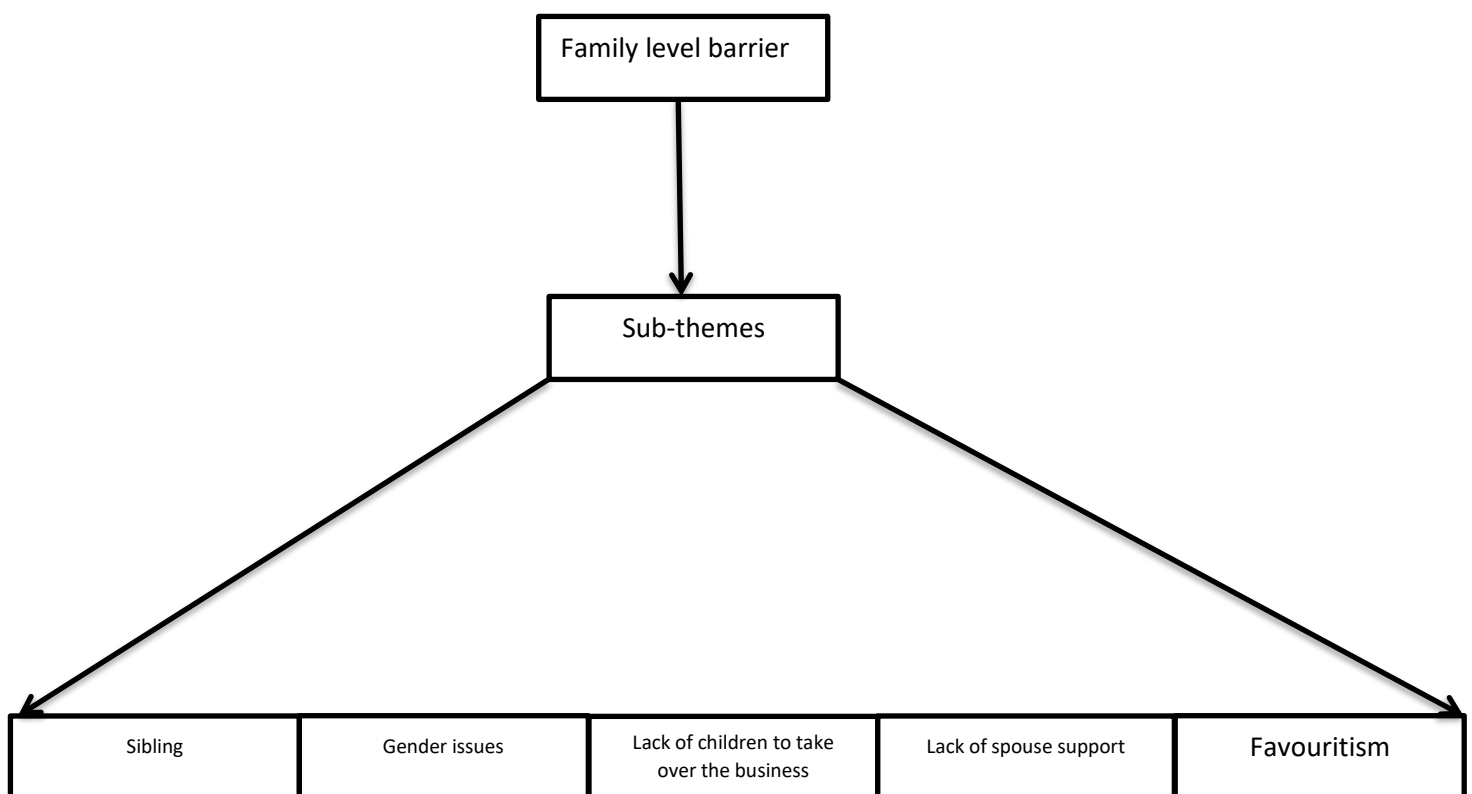 Family level barrier
Sub-themes
Sibling
Gender issues
Lack of children to take
over the business
Lack of spouse support
Favouritism